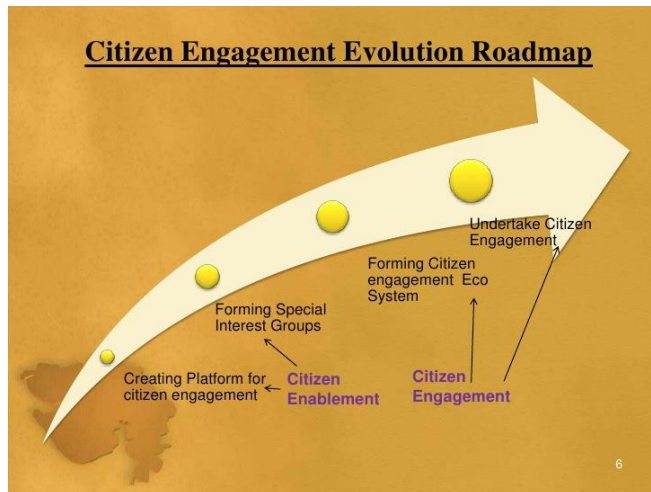 Citizen Engagement Evolution Roadmap
Undertake Citizen
Engagement
Forming Citizen
engagement Eco
System
Forming Special
Interest Groups
Creating Platform for
citizen engagement
Citizen
Enablement
Citizen
Engagement
6